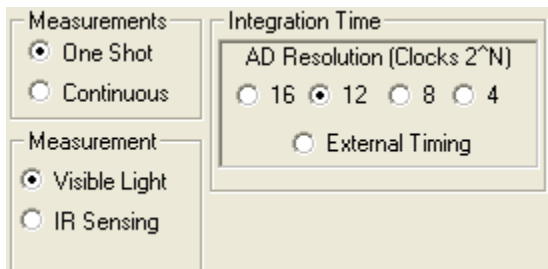 Measurements
One Shot
Continuous
Measurement
Visible Light
IR Sensing
Integration Time
AD Resolution (Clocks 2^N)
16 12 8 4
External Timing